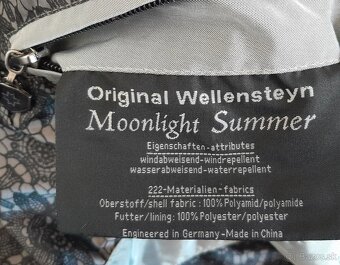 Original Wellensteyn
Moonlight Summer
Eigenschaften-attributes
windabweisend-windrepellent
wasserabweisend-waterrepellent
222-Materialien-fabrics
Oberstoff/shell fabric : 100% Polyamid/polyamide
Futter/lining: 100% Polyester/polyester
Engineered in Germany-Made in China